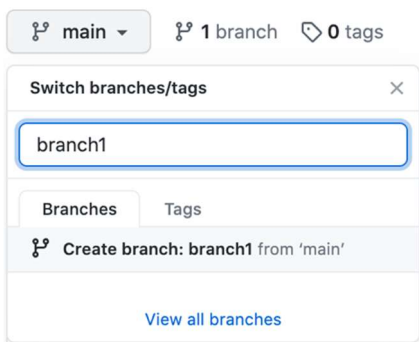 main 1 branch 0 tags
Switch branches/tags
branch1
Branches Tags
Create branch: branch1 from ‘main’
View all branches